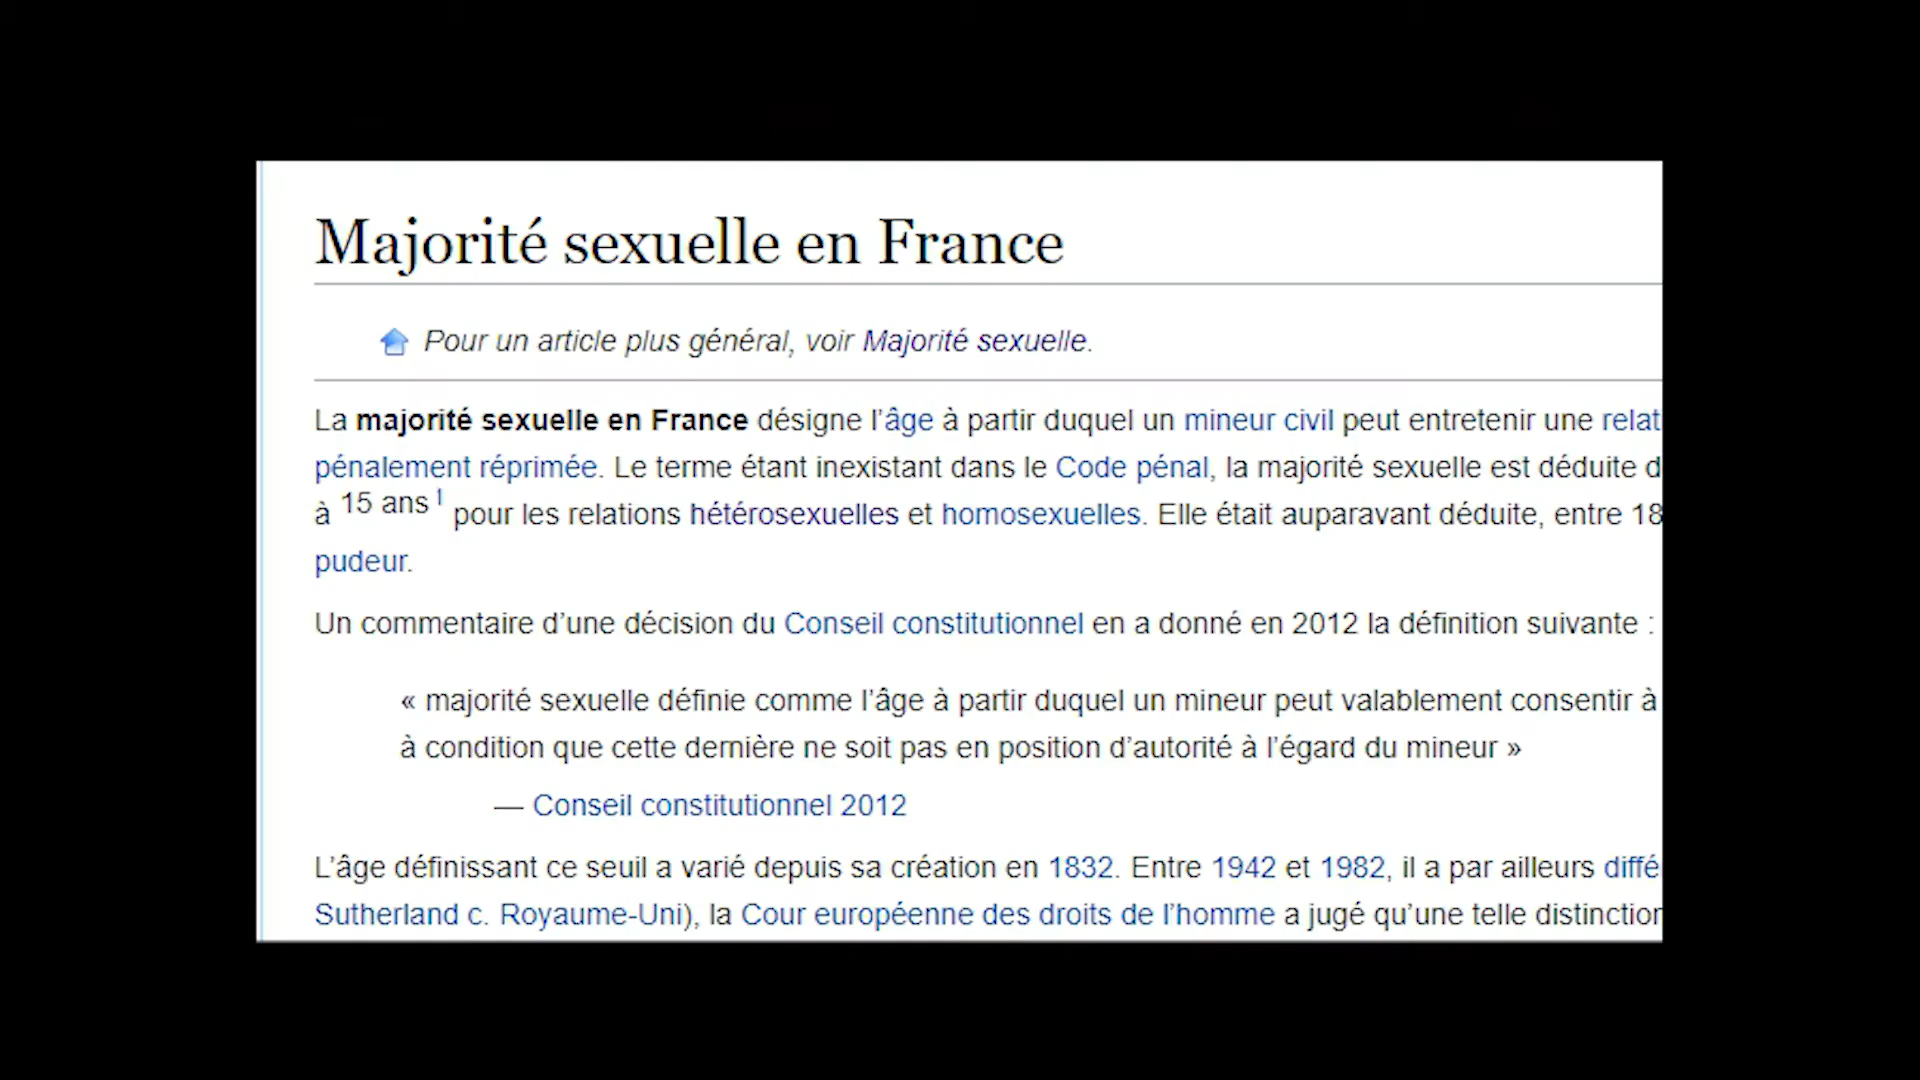 Majorité sexuelle en France
Pour un article plus général, voir Majorité sexuelle.
La majorité sexuelle en France désigne l’âge à partir duquel un mineur civil peut entretenir une relat
pénalement réprimée. Le terme étant inexistant dans le Code pénal, la majorité sexuelle est déduite d
à 15 ans 1 pour les relations hétérosexuelles et homosexuelles. Elle était auparavant déduite, entre 18
pudeur.
Un commentaire d’une décision du Conseil constitutionnel en a donné en 2012 la définition suivante :
« majorité sexuelle définie comme l’âge à partir duquel un mineur peut valablement consentir à
à condition que cette dernière ne soit pas en position d’autorité à l’égard du mineur »
— Conseil constitutionnel 2012
L’âge définissant ce seuil a varié depuis sa création en 1832. Entre 1942 et 1982, il a par ailleurs diffé
Sutherland c. Royaume-Uni), la Cour européenne des droits de l’homme a jugé qu’une telle distinction